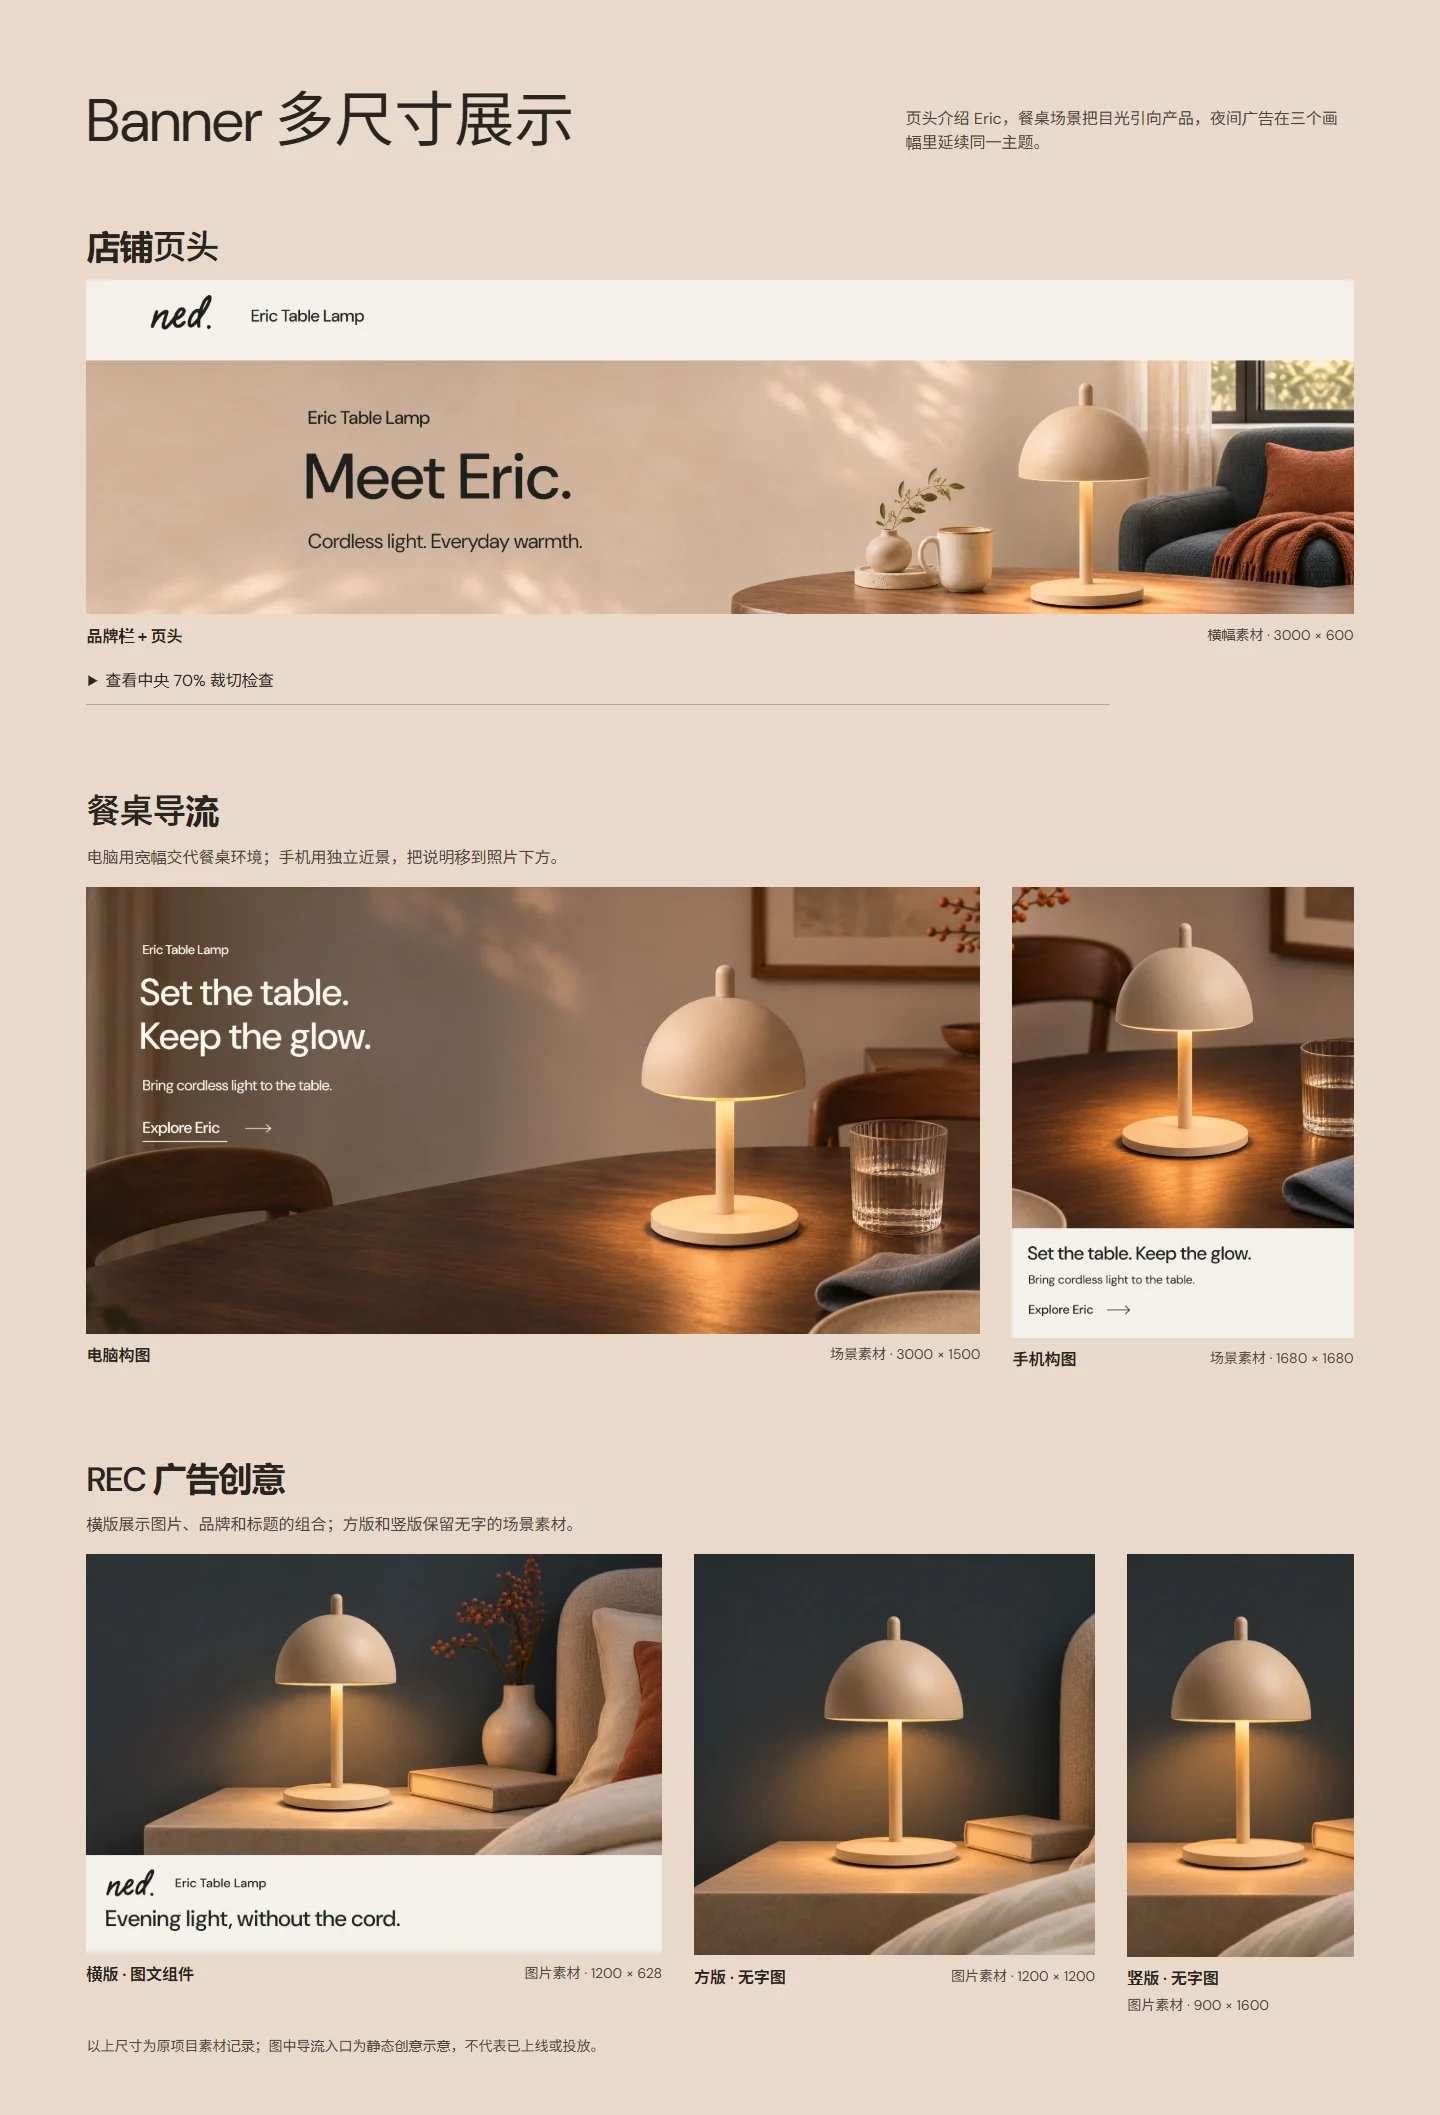 Banner 多尺寸展示
页头介绍 Eric，餐桌场景把目光引向产品，夜间广告在三个画
幅里延续同一主题。
店铺页头
ned.
Eric Table Lamp
Eric Table Lamp
Meet Eric.
Cordless light. Everyday warmth.
品牌栏 + 页头
横幅素材 · 3000 × 600
▶ 查看中央 70% 裁切检查
餐桌导流
电脑用宽幅交代餐桌环境；手机用独立近景，把说明移到照片下方。
Eric Table Lamp
Set the table.
Keep the glow.
Bring cordless light to the table.
Explore Eric ⟶
电脑构图
场景素材 · 3000 × 1500
Set the table. Keep the glow.
Bring cordless light to the table.
Explore Eric ⟶
手机构图
场景素材 · 1680 × 1680
REC 广告创意
横版展示图片、品牌和标题的组合；方版和竖版保留无字的场景素材。
ned.
Eric Table Lamp
Evening light, without the cord.
横版 · 图文组件
图片素材 · 1200 × 628
方版 · 无字图
图片素材 · 1200 × 1200
竖版 · 无字图
图片素材 · 900 × 1600
以上尺寸为原项目素材记录；图中导流入口为静态创意示意，不代表已上线或投放。